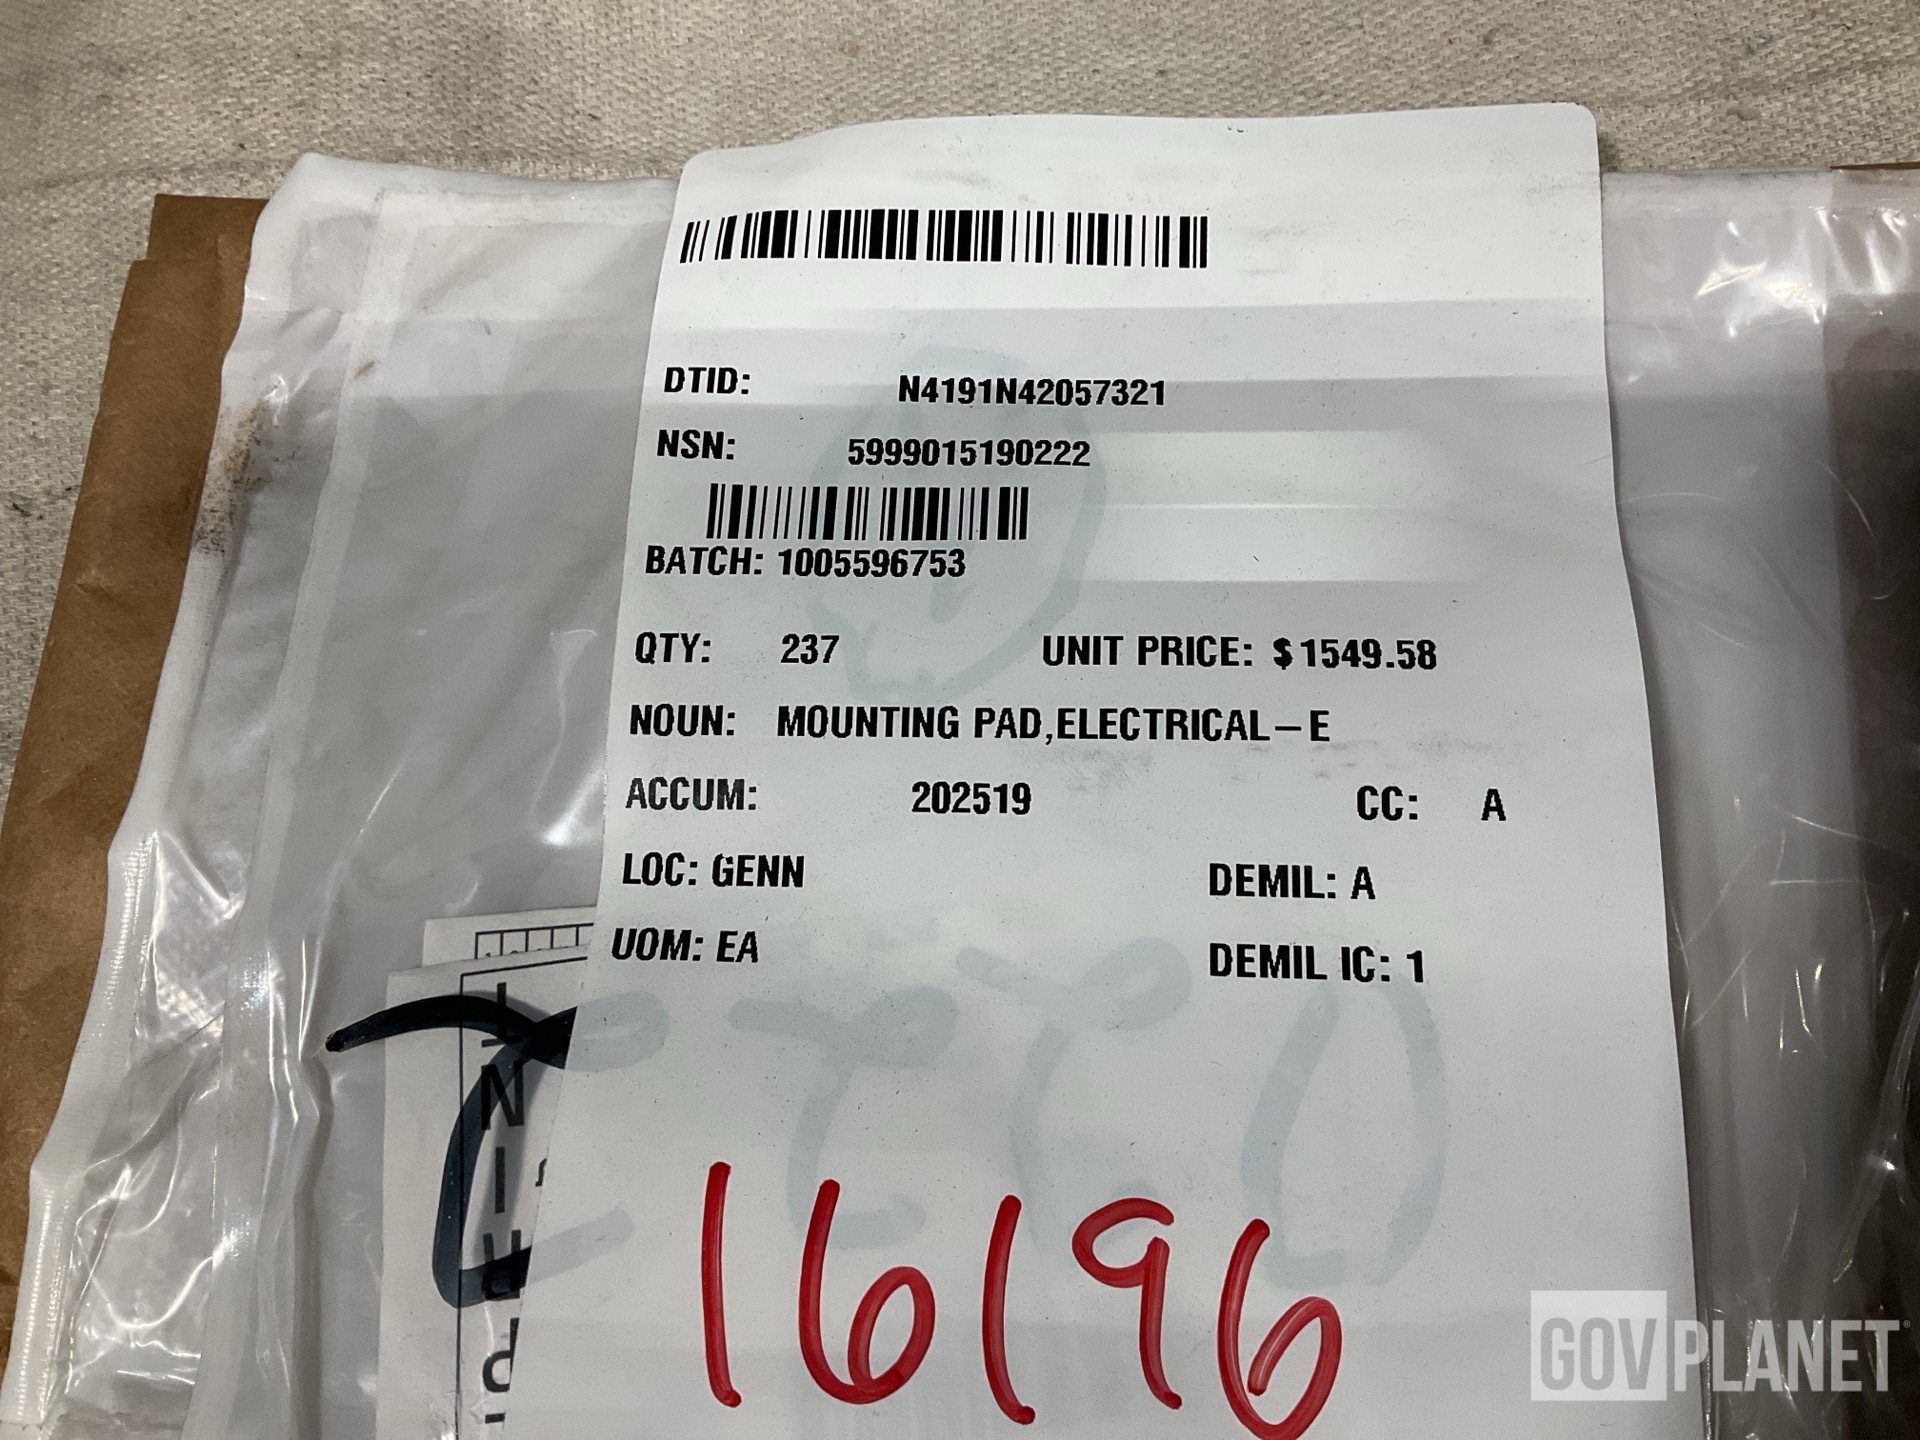 DTID: N4191N42057321
NSN: 5999015190222
BATCH: 1005596753
QTY: 237 UNIT PRICE: $1549.58
NOUN: MOUNTING PAD,ELECTRICAL-E
ACCUM: 202519 CC: A
LOC: GENN DEMIL: A
UOM: EA DEMIL IC: 1
16196
GOVPLANET